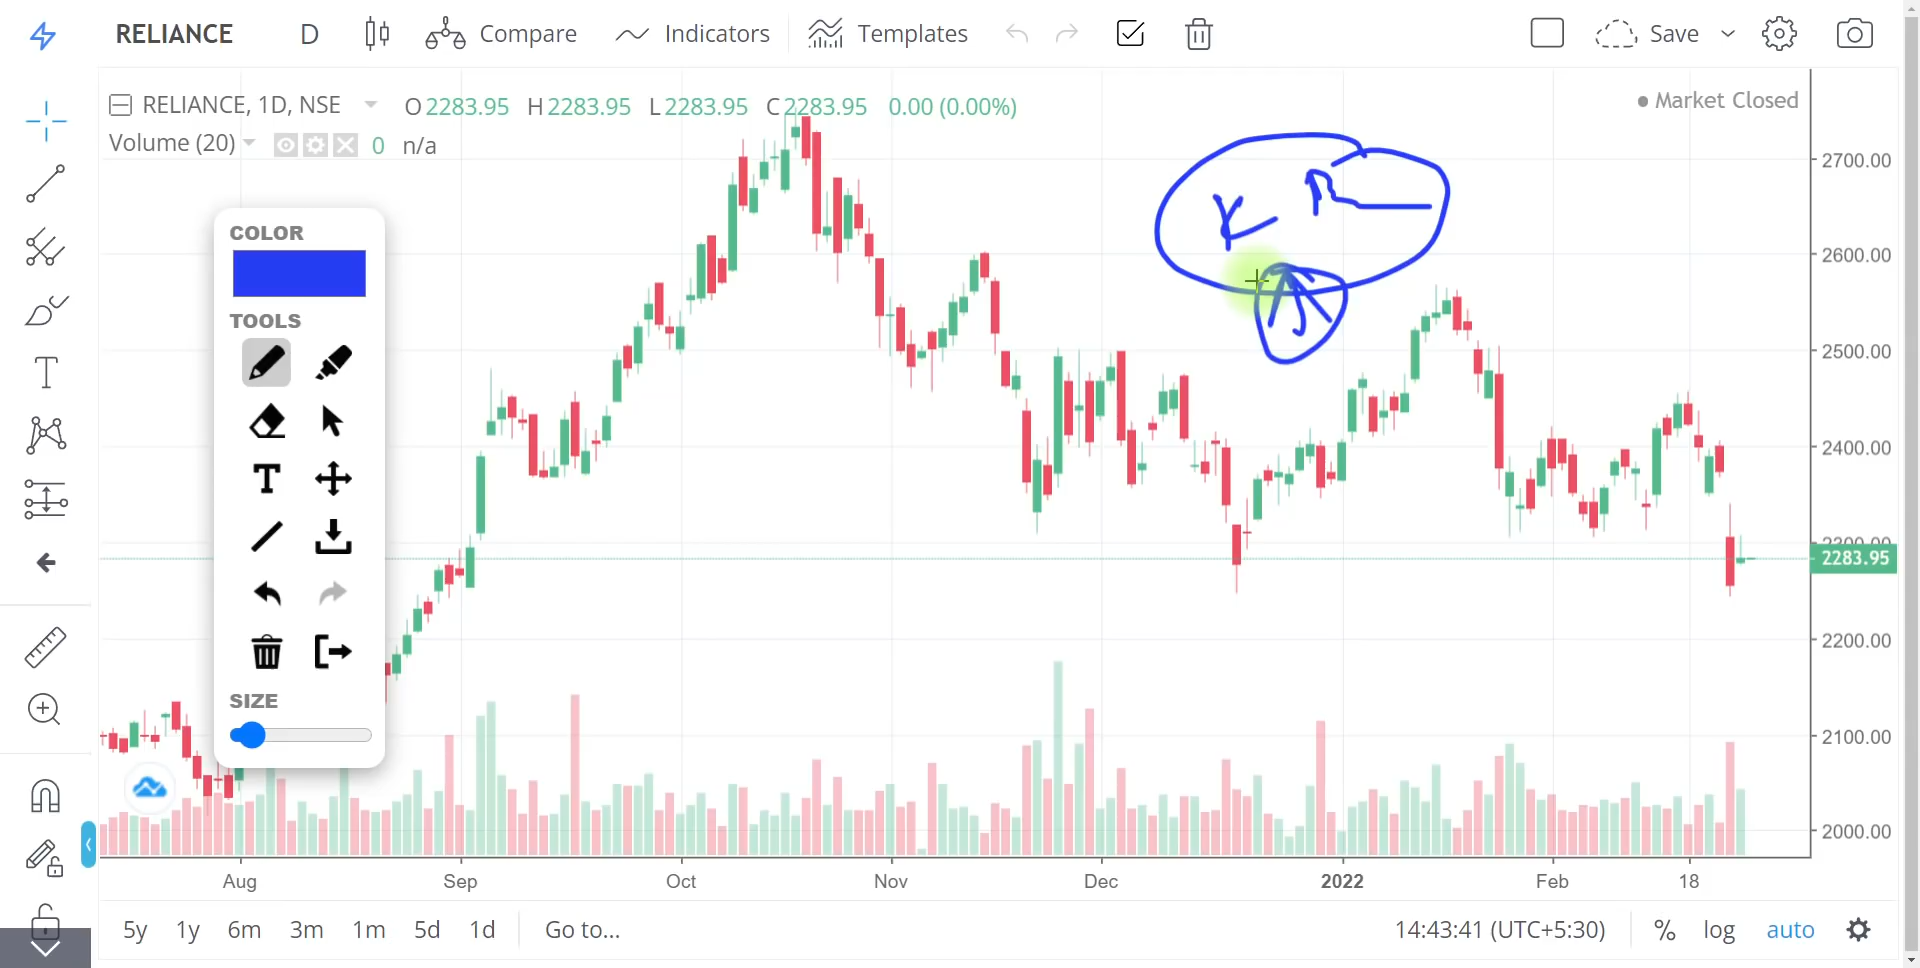 RELIANCE D Compare Indicators Templates Save
RELIANCE, 1D, NSE O2283.95 H2283.95 L2283.95 C2283.95 0.00 (0.00%)
Market Closed
Volume (20) 0 n/a
2700.00
K
COLOR
2600.00
TOOLS
2500.00
2400.00
T
2300.00
2283.95
2200.00
SIZE
2100.00
2000.00
Aug Sep Oct Nov Dec 2022 Feb 18
5y 1y 6m 3m 1m 5d 1d Go to... 14:43:41 (UTC+5:30) % log auto